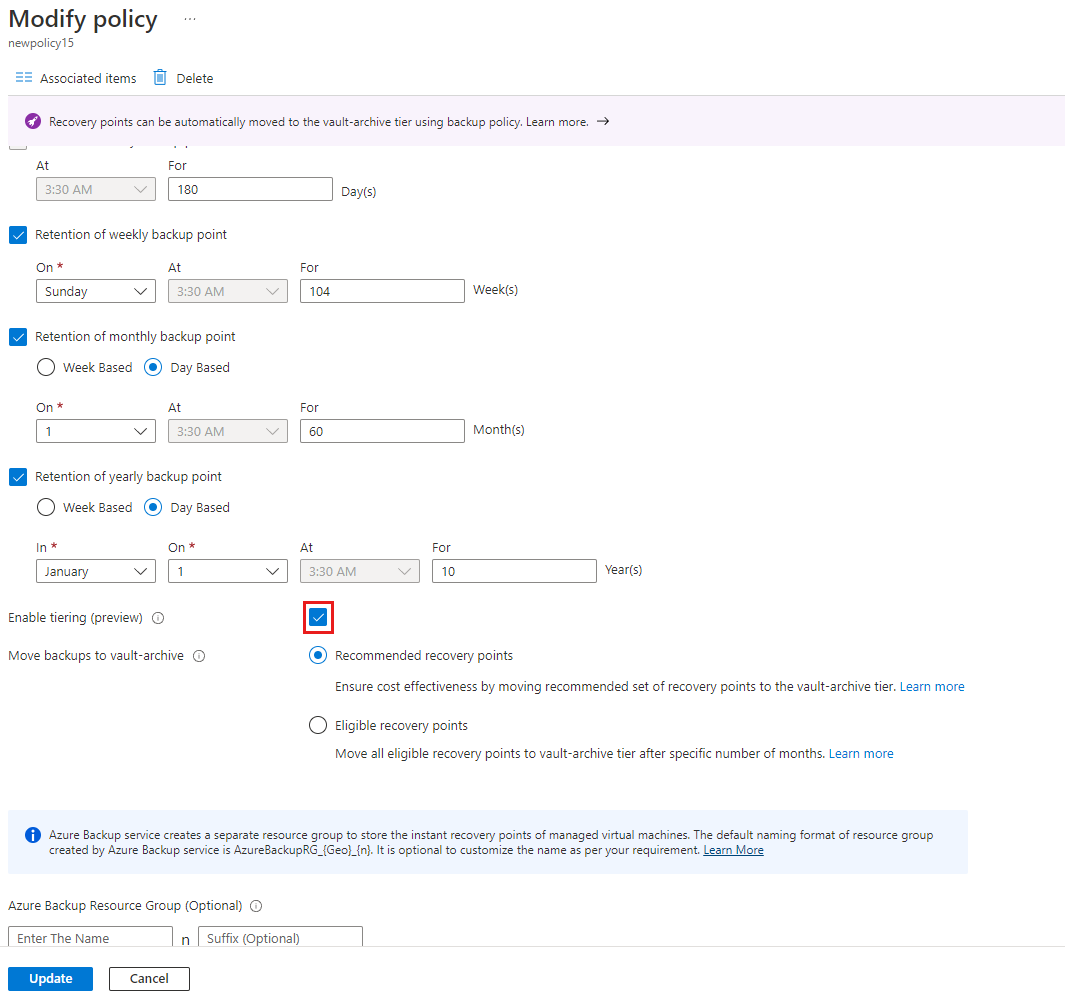 Modify policy ...
newpolicy15
Associated items Delete
Recovery points can be automatically moved to the vault-archive tier using backup policy. Learn more. →
At For
3:30 AM 180 Day(s)
Retention of weekly backup point
On * At For
Sunday 3:30 AM 104 Week(s)
Retention of monthly backup point
Week Based Day Based
On * At For
1 3:30 AM 60 Month(s)
Retention of yearly backup point
Week Based Day Based
In * On * At For
January 1 3:30 AM 10 Year(s)
Enable tiering (preview)
Move backups to vault-archive Recommended recovery points
Ensure cost effectiveness by moving recommended set of recovery points to the vault-archive tier. Learn more
Eligible recovery points
Move all eligible recovery points to vault-archive tier after specific number of months. Learn more
Azure Backup service creates a separate resource group to store the instant recovery points of managed virtual machines. The default naming format of resource group
created by Azure Backup service is AzureBackupRG_{Geo}_{n}. It is optional to customize the name as per your requirement. Learn More
Azure Backup Resource Group (Optional)
Enter The Name n Suffix (Optional)
Update Cancel